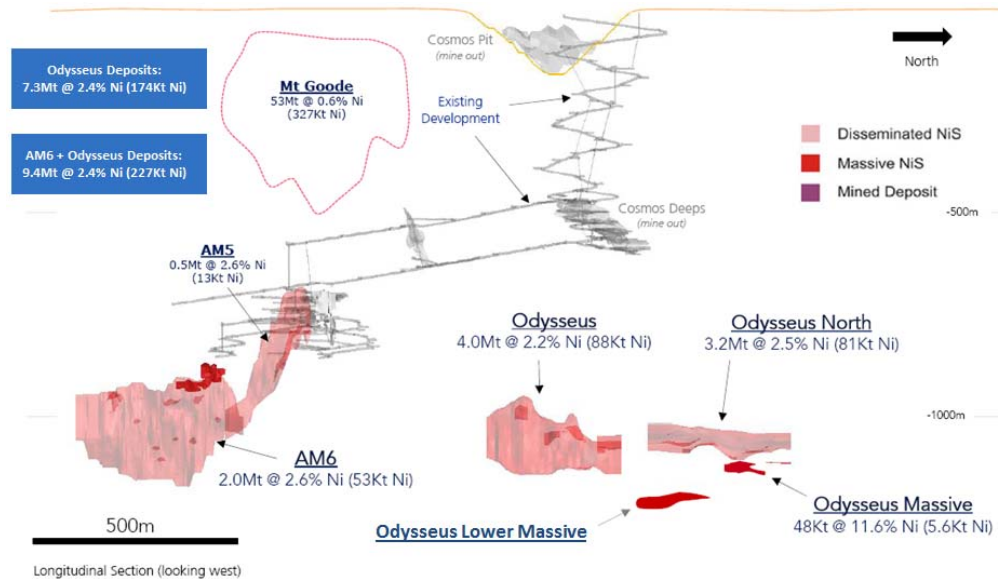 Odysseus Deposits:
7.3Mt @ 2.4% Ni (174Kt Ni)
AM6 + Odysseus Deposits:
9.4Mt @ 2.4% Ni (227Kt Ni)
Mt Goode
53Mt @ 0.6% Ni
(327Kt Ni)
Cosmos Pit
(mine out)
Existing
Development
North
Disseminated NiS
Massive NiS
Mined Deposit
-500m
Cosmos Deeps
(mine out)
AM5
0.5Mt @ 2.6% Ni
(13Kt Ni)
Odysseus
4.0Mt @ 2.2% Ni (88Kt Ni)
Odysseus North
3.2Mt @ 2.5% Ni (81Kt Ni)
-1000m
AM6
2.0Mt @ 2.6% Ni (53Kt Ni)
Odysseus Massive
48Kt @ 11.6% Ni (5.6Kt Ni)
Odysseus Lower Massive
500m
Longitudinal Section (looking west)